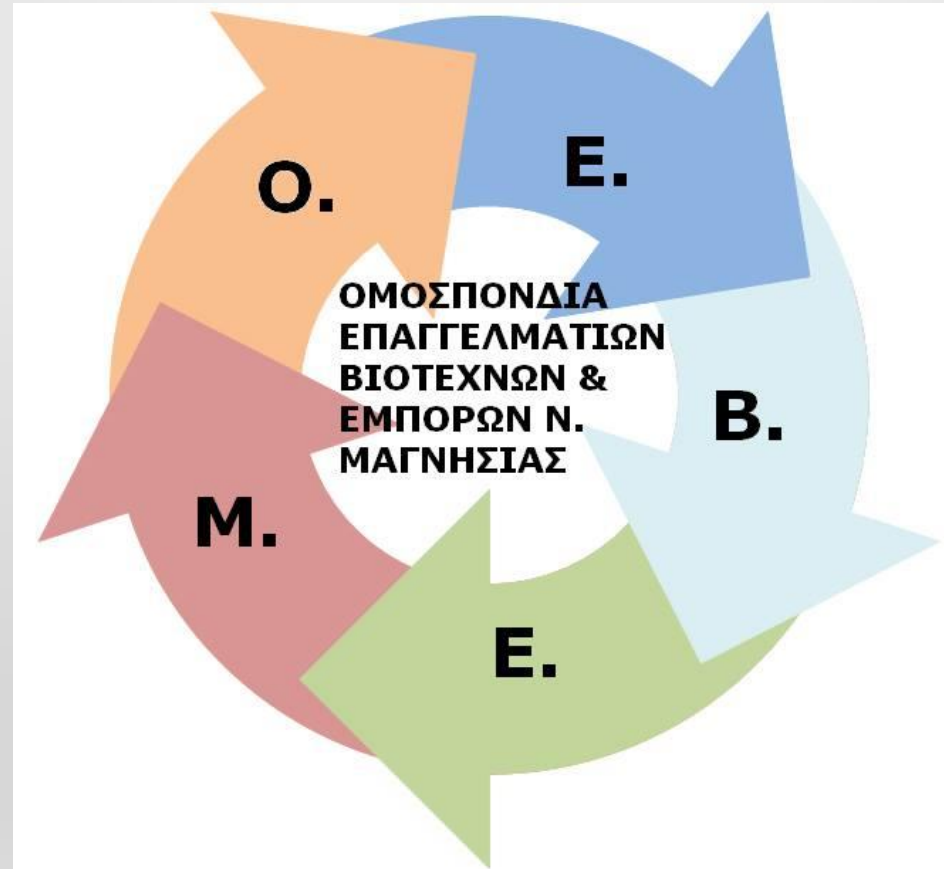 Ο.
Ε.
Β.
Ε.
Μ.
ΟΜΟΣΠΟΝΔΙΑ
ΕΠΑΓΓΕΛΜΑΤΙΩΝ
ΒΙΟΤΕΧΝΩΝ &
ΕΜΠΟΡΩΝ Ν.
ΜΑΓΝΗΣΙΑΣ